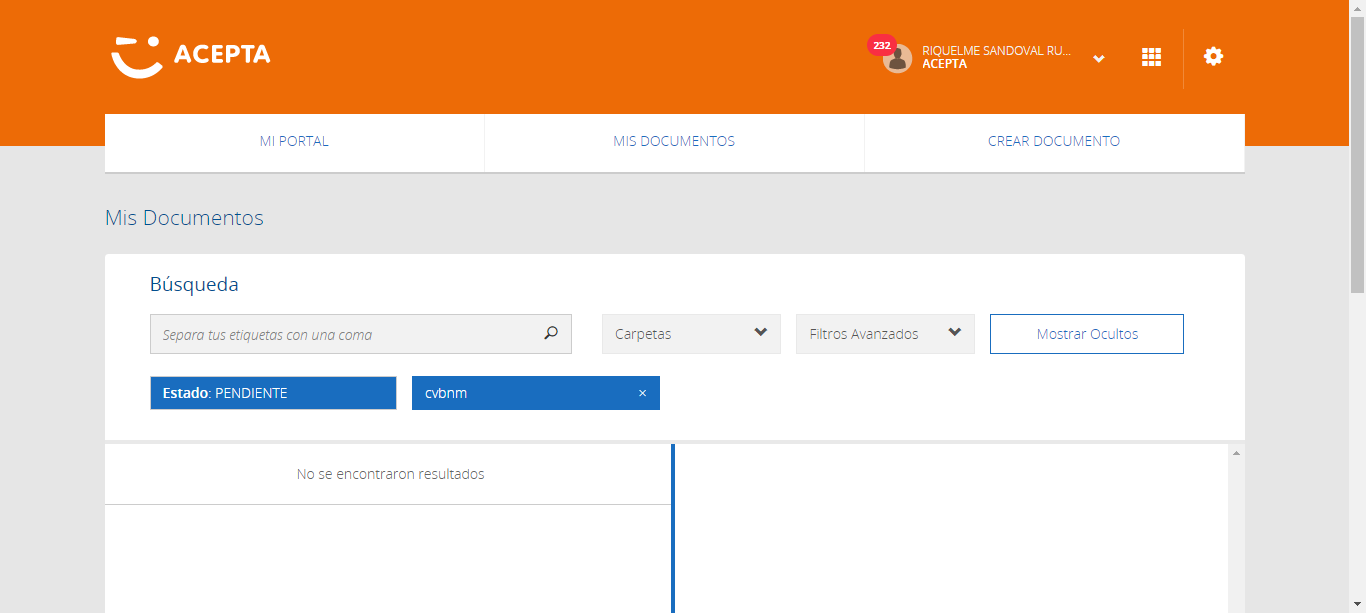 ACEPTA
232
RIQUELME SANDOVAL RU...
ACEPTA
MI PORTAL
MIS DOCUMENTOS
CREAR DOCUMENTO
Mis Documentos
Búsqueda
Separa tus etiquetas con una coma
Carpetas
Filtros Avanzados
Mostrar Ocultos
Estado: PENDIENTE
cvbnm ×
No se encontraron resultados